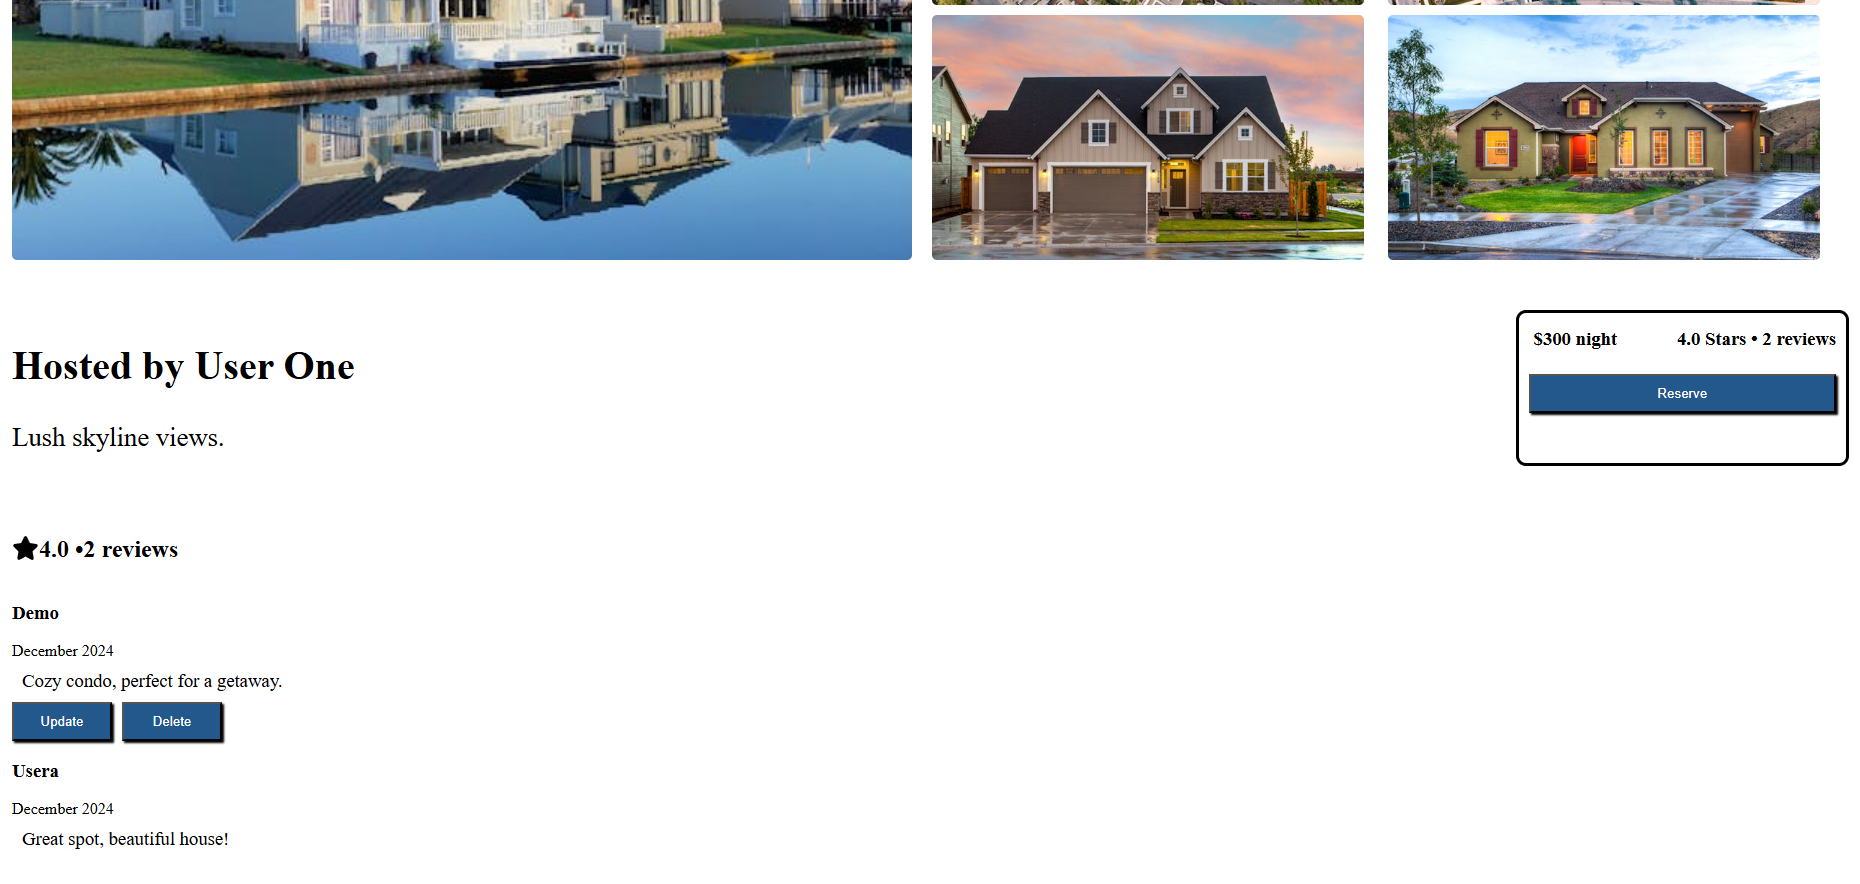 Hosted by User One
$300 night 4.0 Stars • 2 reviews
Reserve
Lush skyline views.
4.0 •2 reviews
Demo
December 2024
Cozy condo, perfect for a getaway.
Update Delete
Usera
December 2024
Great spot, beautiful house!